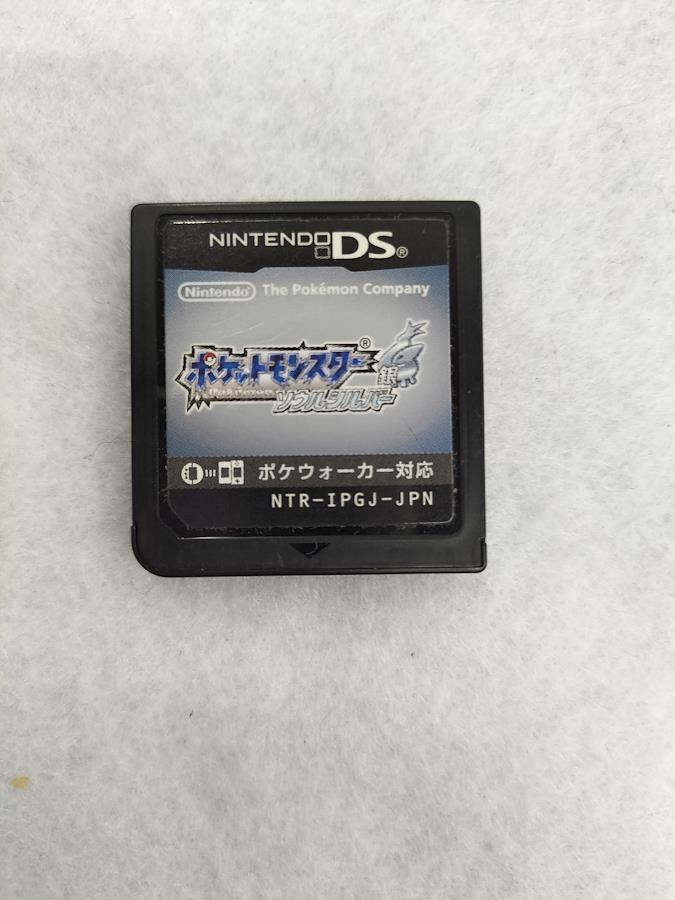 NINTENDO DS®
Nintendo® The Pokémon Company
ポケットモンスター®
銀
POKéMON
ソウルシルバー
ポケウォーカー対応
NTR-IPGJ-JPN